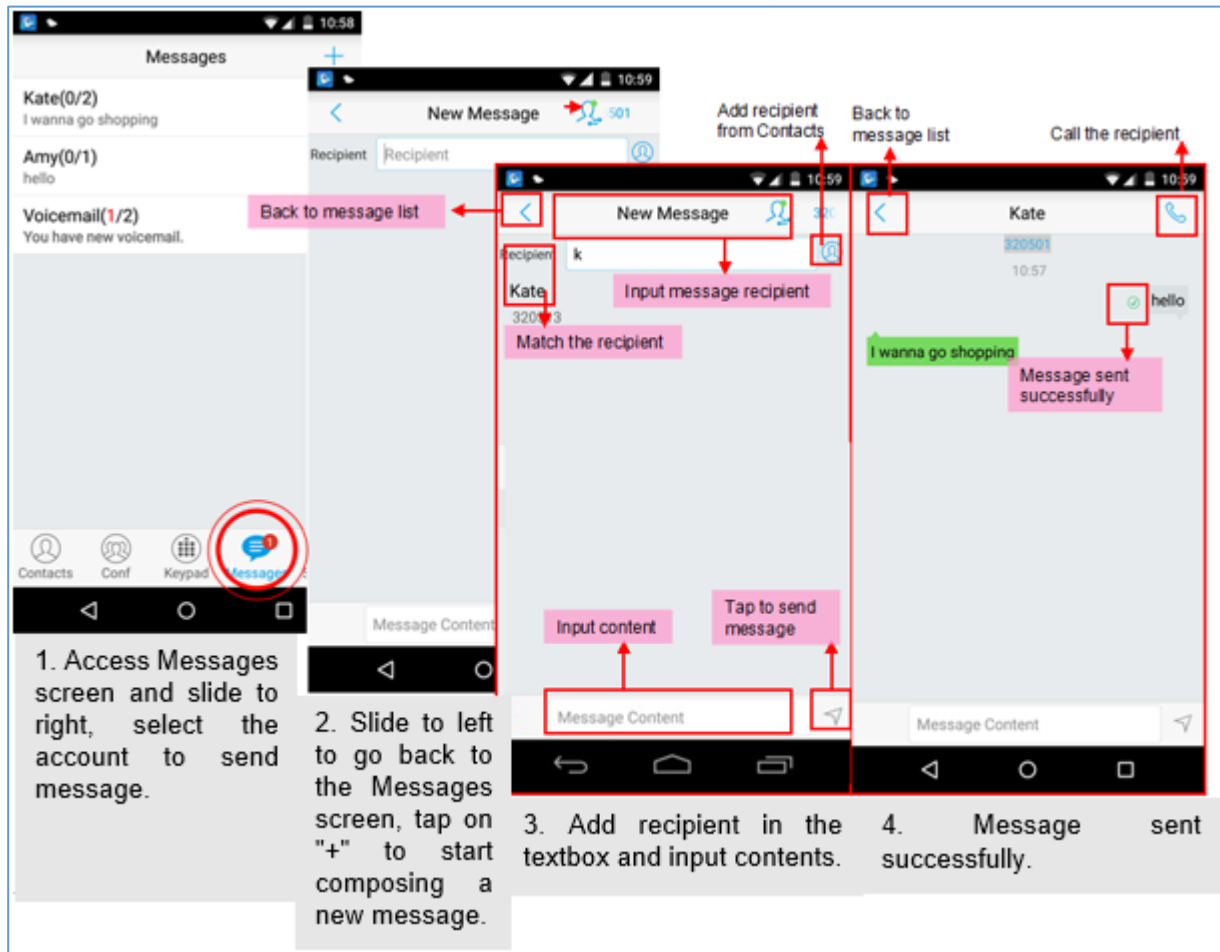 10:58
Messages
+
Kate(0/2)
I wanna go shopping
Amy(0/1)
hello
Voicemail(1/2)
You have new voicemail.
Contacts
Conf
Keypad
Messages
1
1. Access Messages
screen and slide to
right, select the
account to send
message.
10:59
New Message
501
Recipient
Recipient
Back to message list
Message Content
2. Slide to left
to go back to
the Messages
screen, tap on
"+" to start
composing a
new message.
Add recipient
from Contacts
10:59
New Message
320
Recipien
k
Kate
Input message recipient
Match the recipient
Input content
Tap to send
message
Message Content
3. Add recipient in the
textbox and input contents.
Back to
message list
Call the recipient
10:59
Kate
320501
10:57
hello
I wanna go shopping
Message sent
successfully
Message Content
4. Message sent
successfully.